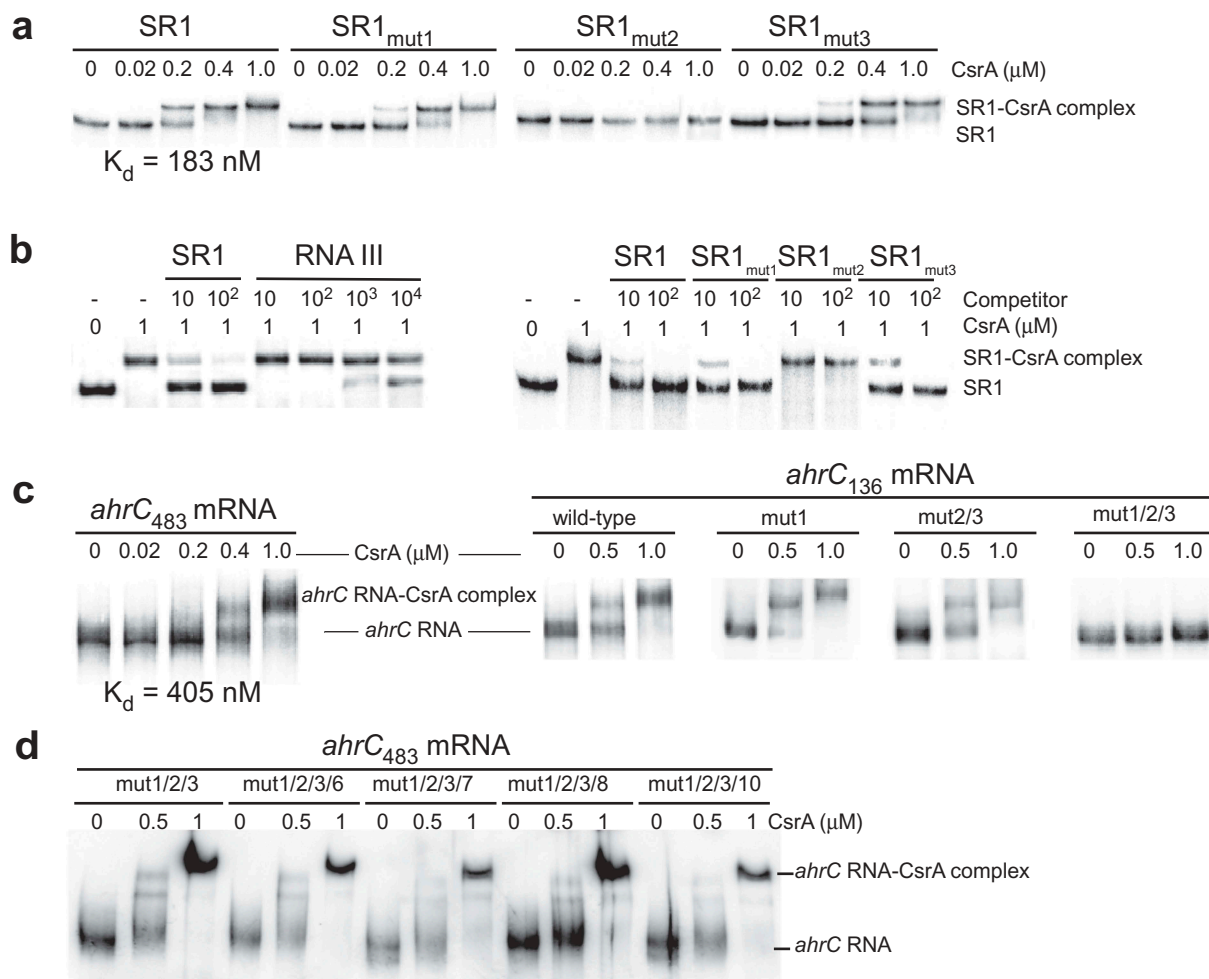 a
SR1 SR1mut1 SR1mut2 SR1mut3
0 0.02 0.2 0.4 1.0 0 0.02 0.2 0.4 1.0 0 0.02 0.2 0.4 1.0 0 0.02 0.2 0.4 1.0 CsrA (μM)
SR1-CsrA complex
SR1
Kd = 183 nM
b
SR1 RNA III SR1 SR1mut1 SR1mut2 SR1mut3
- - 10 10² 10 10² 10³ 10⁴ - - 10 10² 10 10² 10 10² 10 10² Competitor
0 1 1 1 1 1 1 1 0 1 1 1 1 1 1 1 1 1 CsrA (μM)
SR1-CsrA complex
SR1
c
ahrC136 mRNA
ahrC483 mRNA wild-type mut1 mut2/3 mut1/2/3
0 0.02 0.2 0.4 1.0 CsrA (μM) 0 0.5 1.0 0 0.5 1.0 0 0.5 1.0 0 0.5 1.0
ahrC RNA-CsrA complex
ahrC RNA
Kd = 405 nM
d
ahrC483 mRNA
mut1/2/3 mut1/2/3/6 mut1/2/3/7 mut1/2/3/8 mut1/2/3/10
0 0.5 1 0 0.5 1 0 0.5 1 0 0.5 1 0 0.5 1 CsrA (μM)
ahrC RNA-CsrA complex
ahrC RNA